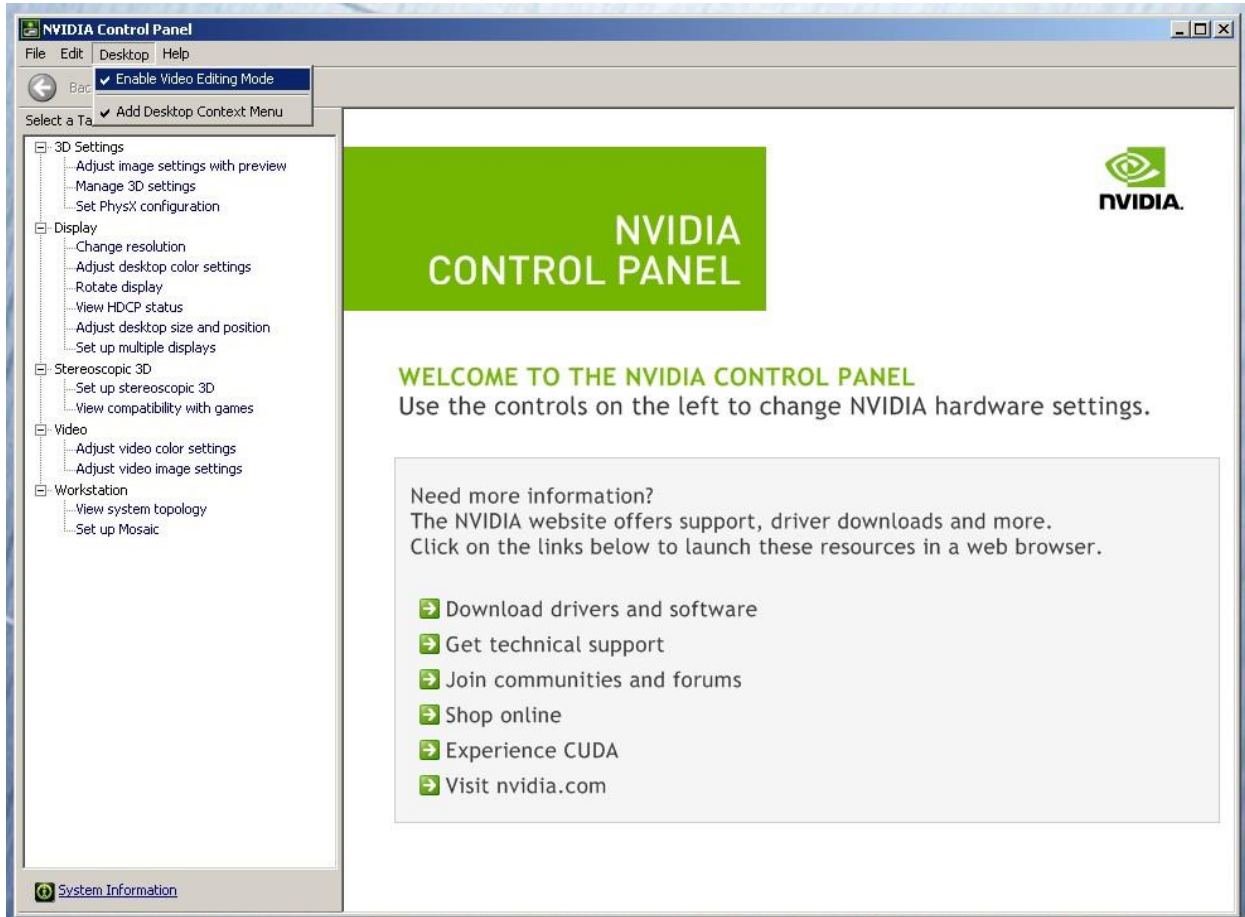 NVIDIA Control Panel
File Edit Desktop Help
Enable Video Editing Mode
Add Desktop Context Menu
Bac
Select a Ta
3D Settings
Adjust image settings with preview
Manage 3D settings
Set PhysX configuration
Display
Change resolution
Adjust desktop color settings
Rotate display
View HDCP status
Adjust desktop size and position
Set up multiple displays
Stereoscopic 3D
Set up stereoscopic 3D
View compatibility with games
Video
Adjust video color settings
Adjust video image settings
Workstation
View system topology
Set up Mosaic
System Information
NVIDIA
CONTROL PANEL
NVIDIA.
WELCOME TO THE NVIDIA CONTROL PANEL
Use the controls on the left to change NVIDIA hardware settings.
Need more information?
The NVIDIA website offers support, driver downloads and more.
Click on the links below to launch these resources in a web browser.
Download drivers and software
Get technical support
Join communities and forums
Shop online
Experience CUDA
Visit nvidia.com